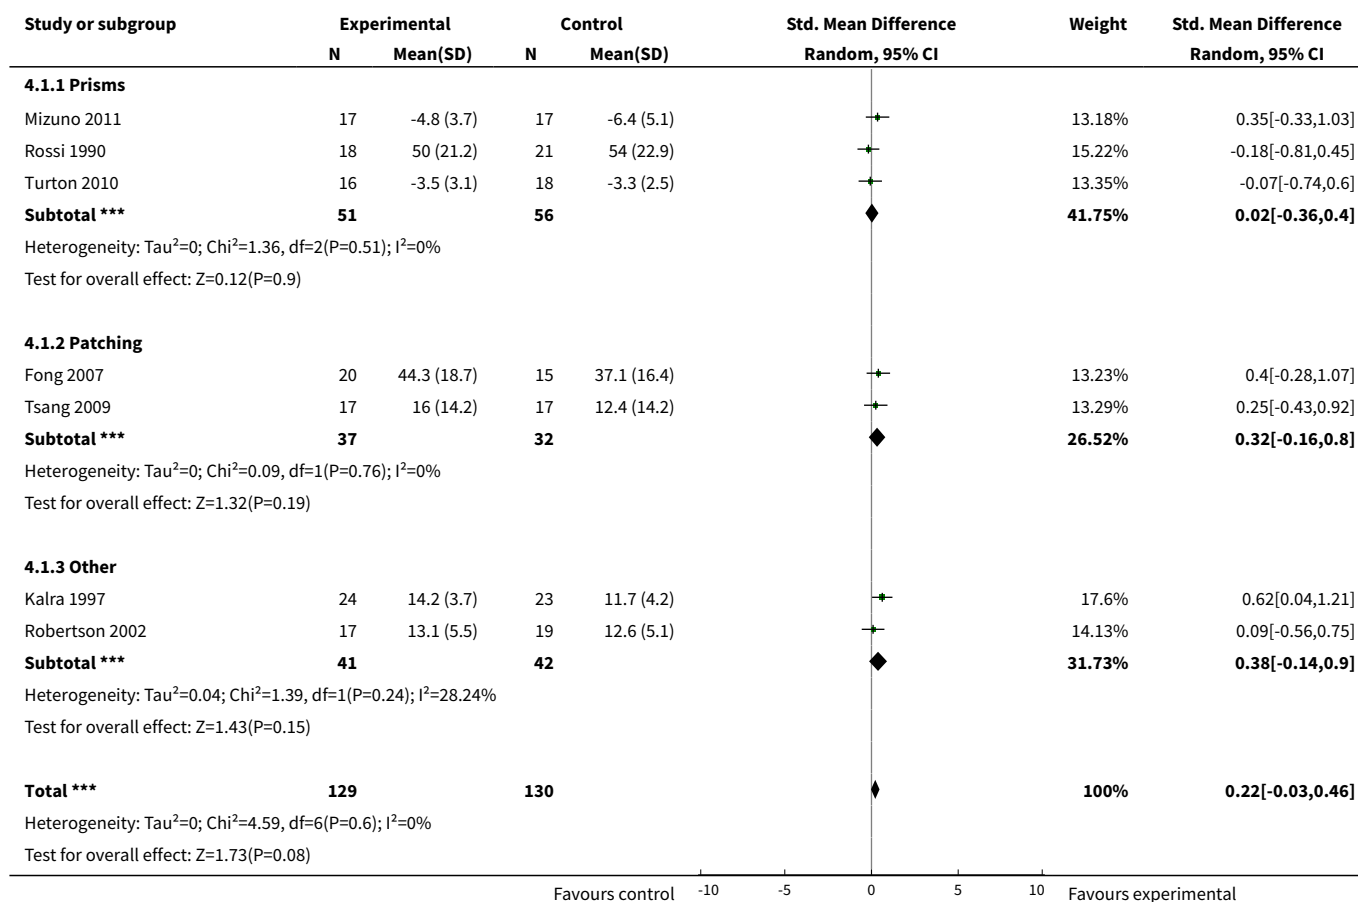 Study or subgroup Experimental Control Std. Mean Difference Weight Std. Mean Difference
N Mean(SD) N Mean(SD) Random, 95% CI Random, 95% CI
4.1.1 Prisms
Mizuno 2011 17 -4.8 (3.7) 17 -6.4 (5.1) 13.18% 0.35[-0.33,1.03]
Rossi 1990 18 50 (21.2) 21 54 (22.9) 15.22% -0.18[-0.81,0.45]
Turton 2010 16 -3.5 (3.1) 18 -3.3 (2.5) 13.35% -0.07[-0.74,0.6]
Subtotal *** 51 56 41.75% 0.02[-0.36,0.4]
Heterogeneity: Tau²=0; Chi²=1.36, df=2(P=0.51); I²=0%
Test for overall effect: Z=0.12(P=0.9)
4.1.2 Patching
Fong 2007 20 44.3 (18.7) 15 37.1 (16.4) 13.23% 0.4[-0.28,1.07]
Tsang 2009 17 16 (14.2) 17 12.4 (14.2) 13.29% 0.25[-0.43,0.92]
Subtotal *** 37 32 26.52% 0.32[-0.16,0.8]
Heterogeneity: Tau²=0; Chi²=0.09, df=1(P=0.76); I²=0%
Test for overall effect: Z=1.32(P=0.19)
4.1.3 Other
Kalra 1997 24 14.2 (3.7) 23 11.7 (4.2) 17.6% 0.62[0.04,1.21]
Robertson 2002 17 13.1 (5.5) 19 12.6 (5.1) 14.13% 0.09[-0.56,0.75]
Subtotal *** 41 42 31.73% 0.38[-0.14,0.9]
Heterogeneity: Tau²=0.04; Chi²=1.39, df=1(P=0.24); I²=28.24%
Test for overall effect: Z=1.43(P=0.15)
Total *** 129 130 100% 0.22[-0.03,0.46]
Heterogeneity: Tau²=0; Chi²=4.59, df=6(P=0.6); I²=0%
Test for overall effect: Z=1.73(P=0.08)
Favours control -10 -5 0 5 10 Favours experimental